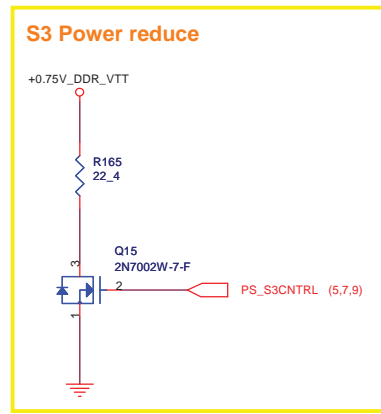 S3 Power reduce
+0.75V_DDR_VTT
R165
22_4
Q15
2N7002W-7-F
3
2
PS_S3CNTRL (5,7,9)
1